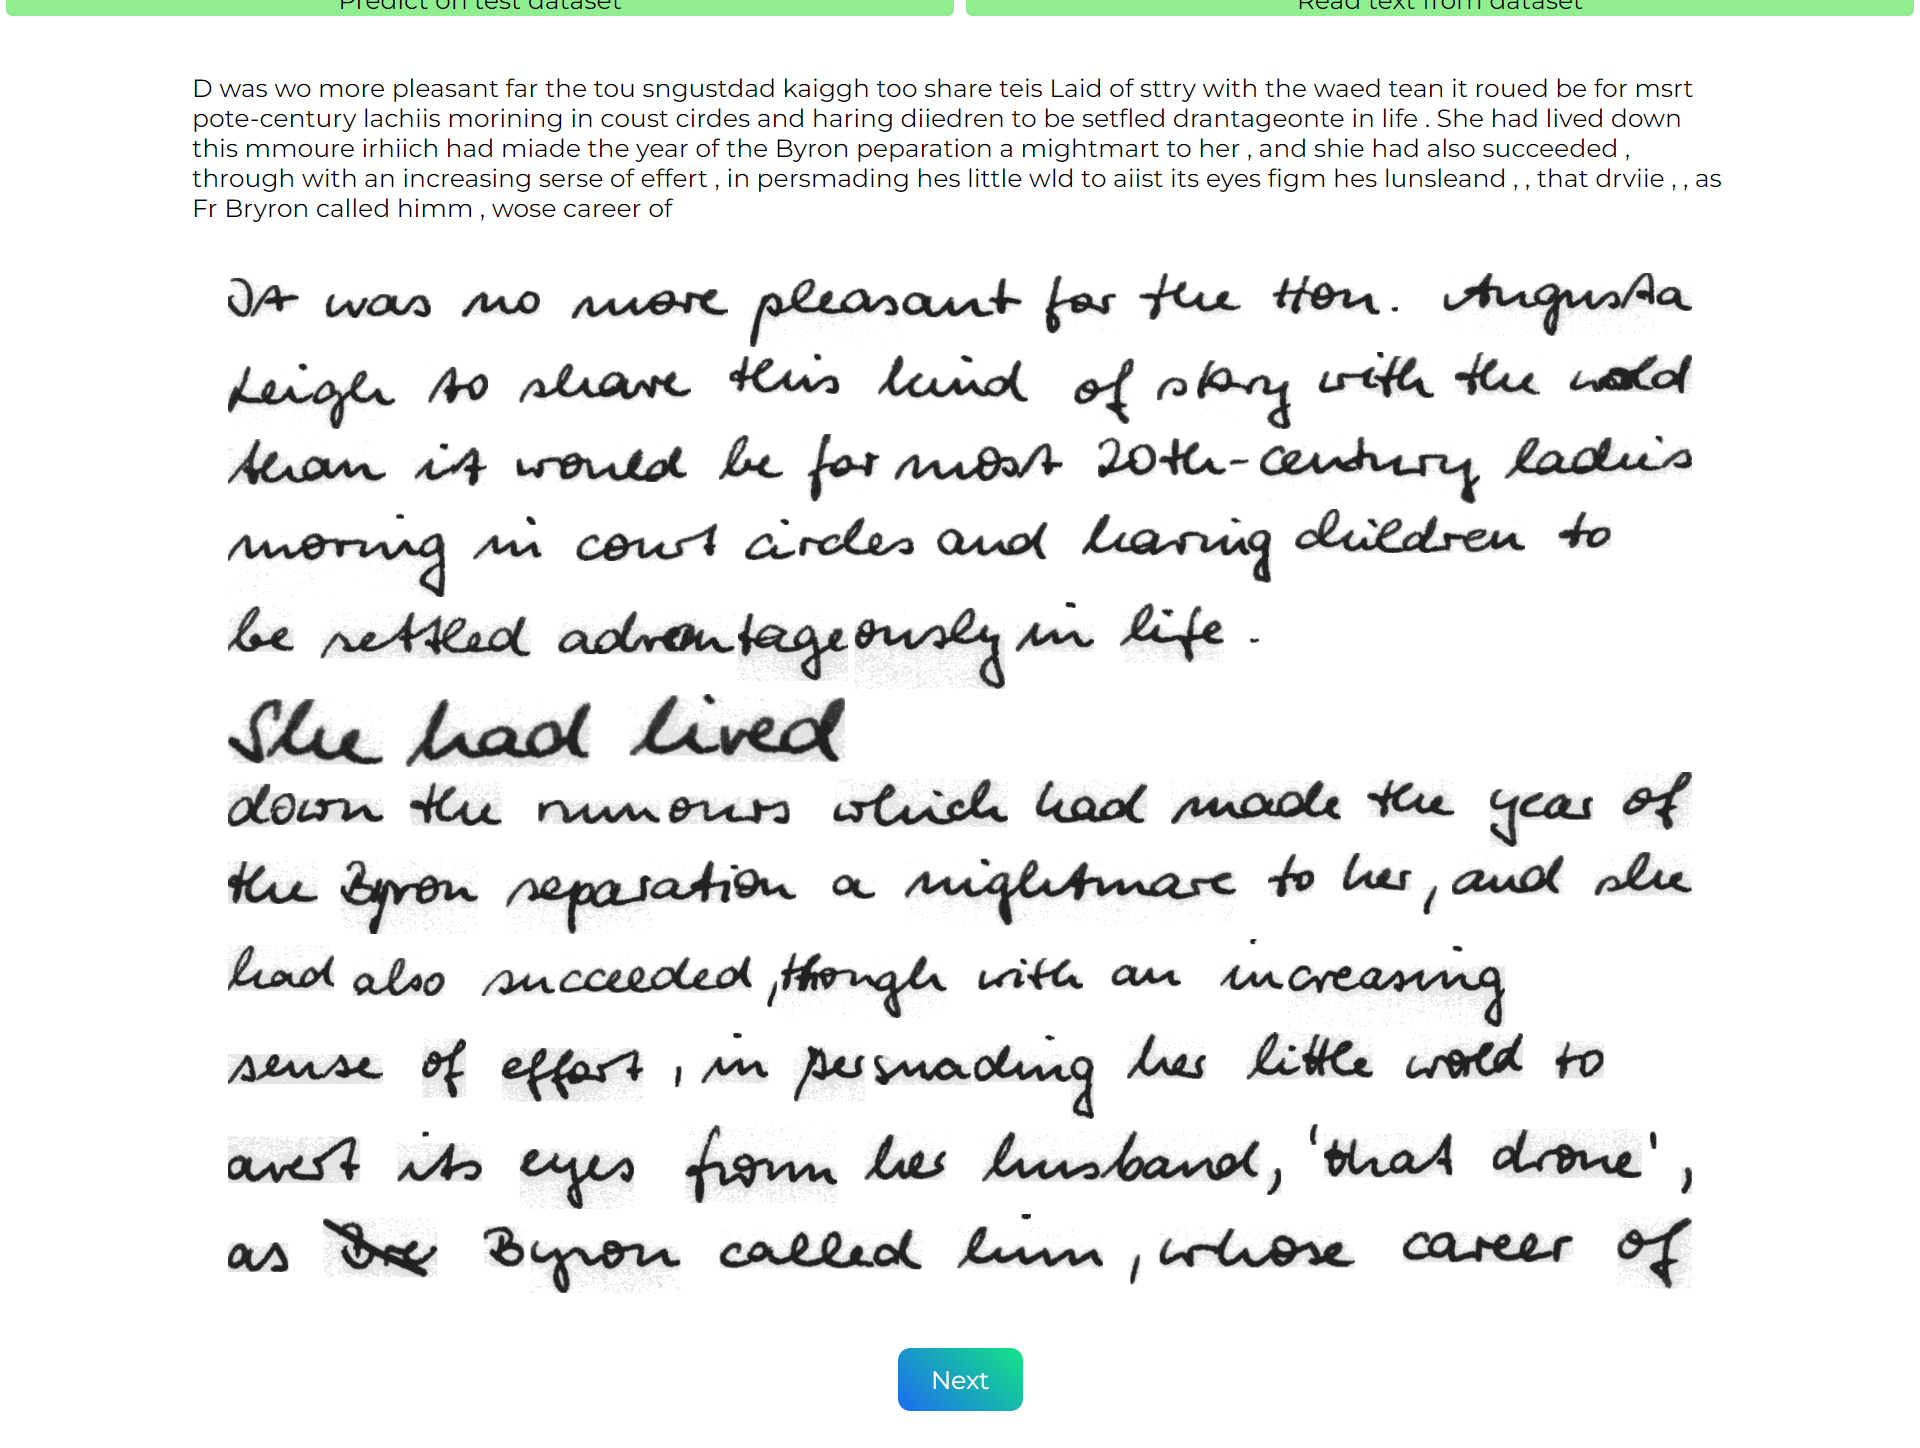 Predict on test dataset
Read text from dataset
D was wo more pleasant far the tou sngustdad kaiggh too share teis Laid of sttry with the waed tean it roued be for msrt
pote-century lachiis morining in coust cirdes and haring diiedren to be setfled drantageonte in life . She had lived down
this mmoure irhiich had miade the year of the Byron peparation a mightmart to her , and shie had also succeeded ,
through with an increasing serse of effert , in persmading hes little wld to aiist its eyes figm hes lunsleand , , that drviie , , as
Fr Bryron called himm , wose career of
It was no more pleasant for the Hon. Augusta
Leigh to share this kind of story with the world
than it would be for most 20th-century ladies
moving in court circles and having children to
be settled advantageously in life .
She had lived
down the rumours which had made the year of
the Byron separation a nightmare to her, and she
had also succeeded, though with an increasing
sense of effort, in persuading her little world to
avert its eyes from her husband, 'that drone',
as Byron called him, whose career of
Next